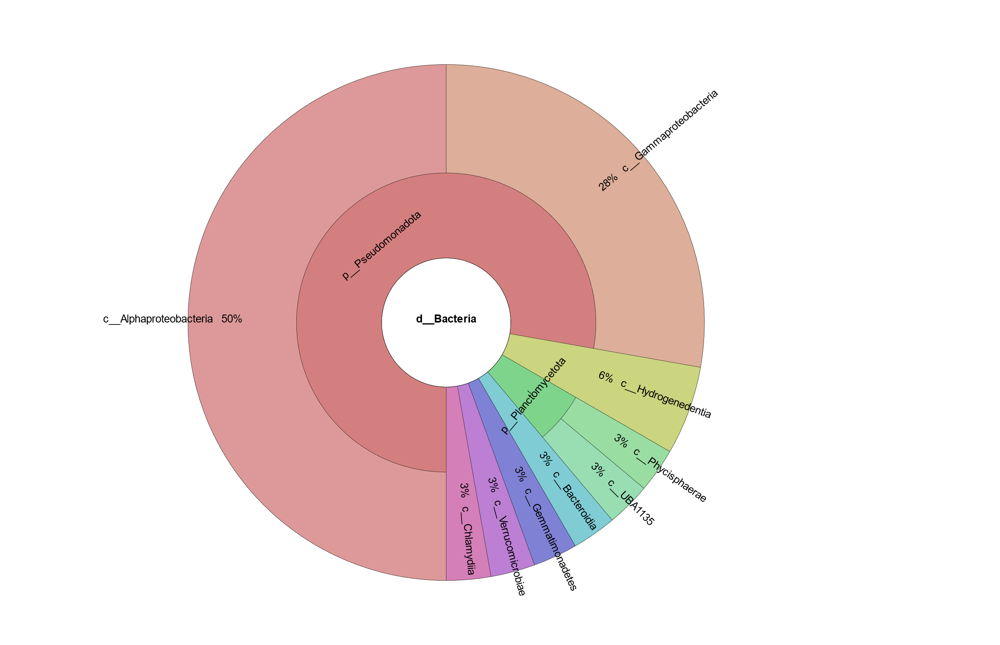 d__Bacteria
p__Pseudomonadota
c__Alphaproteobacteria 50%
28% c__Gammaproteobacteria
6% c__Hydrogenedentia
p__Planctomycetota
3% c__Phycisphaerae
3% c__UBA1135
3% c__Bacteroidia
3% c__Gemmatimonadetes
3% c__Verrucomicrobiae
3% c__Chlamydiia